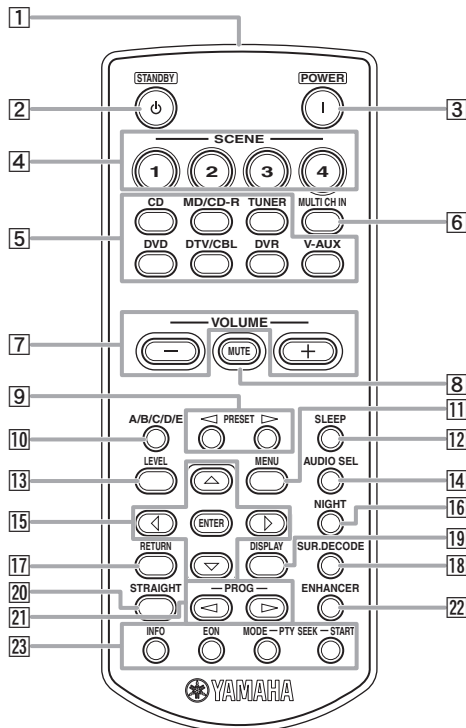 1
STANDBY POWER
2 3
SCENE
4 1 2 3 4
CD MD/CD-R TUNER MULTI CH IN
5 6
DVD DTV/CBL DVR V-AUX
VOLUME
7 − MUTE +
8
9 11
A/B/C/D/E PRESET SLEEP
10 12
LEVEL MENU AUDIO SEL
13 14
15 ENTER NIGHT 16
19
RETURN DISPLAY SUR.DECODE
17 18
20 STRAIGHT PROG ENHANCER
21 22
INFO EON MODE PTY SEEK START
23
YAMAHA